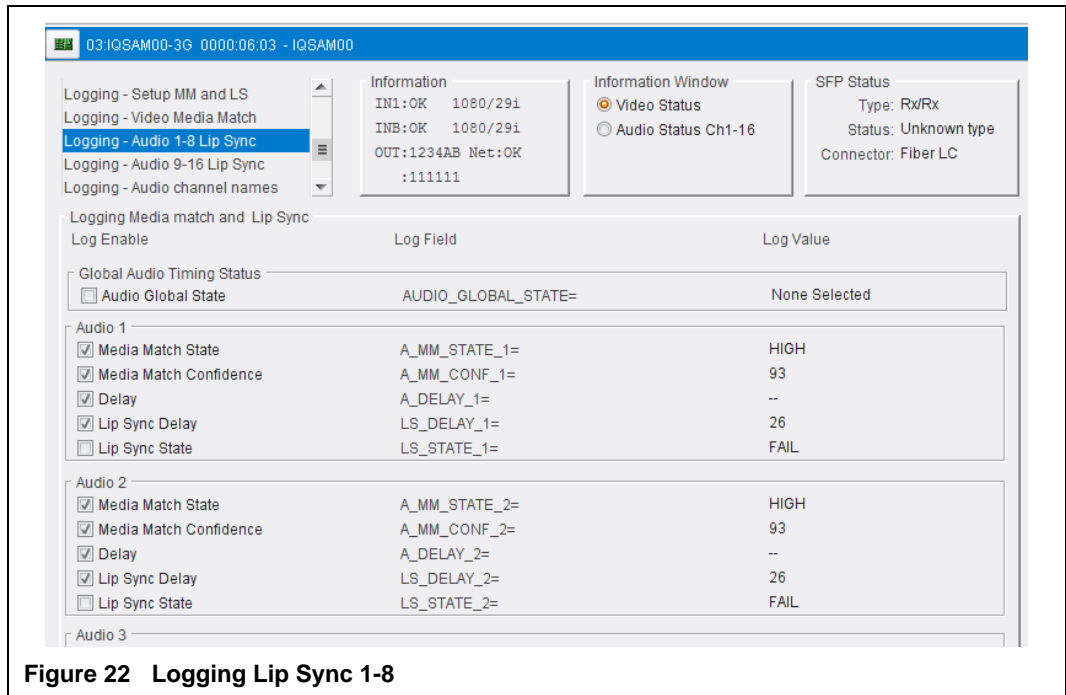 03:IQSAM00-3G 0000:06:03 - IQSAM00
Logging - Setup MM and LS
Logging - Video Media Match
Logging - Audio 1-8 Lip Sync
Logging - Audio 9-16 Lip Sync
Logging - Audio channel names
Information
IN1:OK 1080/29i
INB:OK 1080/29i
OUT:1234AB Net:OK
:111111
Information Window
Video Status
Audio Status Ch1-16
SFP Status
Type: Rx/Rx
Status: Unknown type
Connector: Fiber LC
Logging Media match and Lip Sync
Log Enable Log Field Log Value
Global Audio Timing Status
Audio Global State AUDIO_GLOBAL_STATE= None Selected
Audio 1
Media Match State A_MM_STATE_1= HIGH
Media Match Confidence A_MM_CONF_1= 93
Delay A_DELAY_1= --
Lip Sync Delay LS_DELAY_1= 26
Lip Sync State LS_STATE_1= FAIL
Audio 2
Media Match State A_MM_STATE_2= HIGH
Media Match Confidence A_MM_CONF_2= 93
Delay A_DELAY_2= --
Lip Sync Delay LS_DELAY_2= 26
Lip Sync State LS_STATE_2= FAIL
Audio 3
Figure 22 Logging Lip Sync 1-8